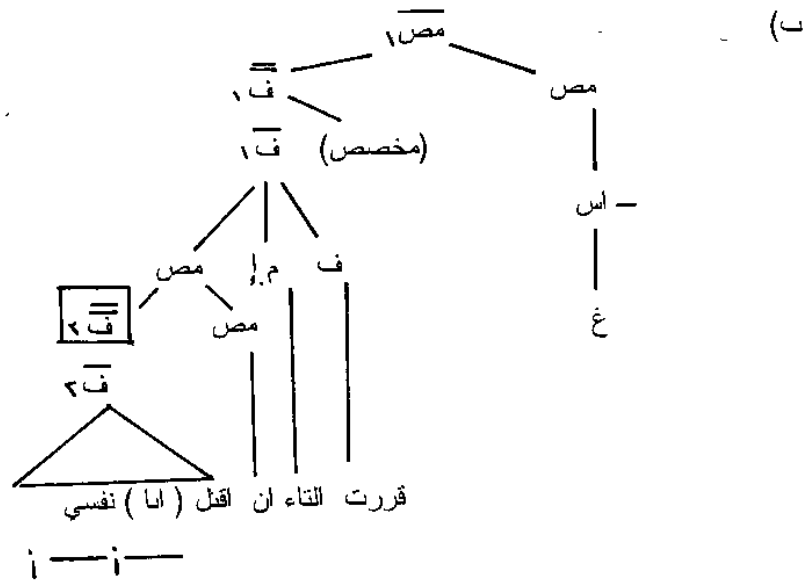 ب)
مص١
ف١ مص
ف١ (مخصص)
– اس
مص م.إ ف
ف٢ مص غ
ف٢
قررت التاء ان اقتل ( انا ) نفسي
أ — أ —